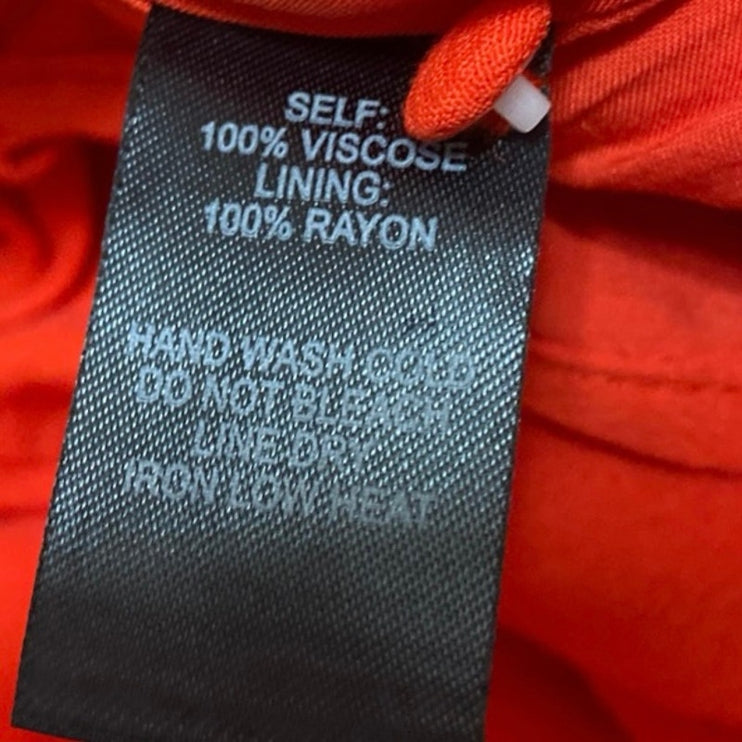 SELF:
100% VISCOSE
LINING:
100% RAYON
HAND WASH COLD
DO NOT BLEACH
LINE DRY
IRON LOW HEAT